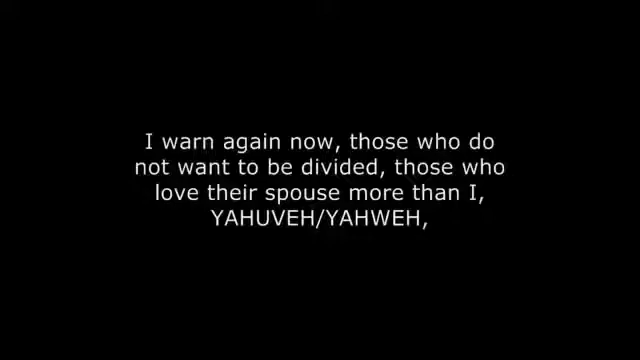 I warn again now, those who do
not want to be divided, those who
love their spouse more than I,
YAHUVEH/YAHWEH,